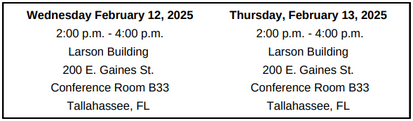 Wednesday February 12, 2025
2:00 p.m. - 4:00 p.m.
Larson Building
200 E. Gaines St.
Conference Room B33
Tallahassee, FL
Thursday, February 13, 2025
2:00 p.m. - 4:00 p.m.
Larson Building
200 E. Gaines St.
Conference Room B33
Tallahassee, FL